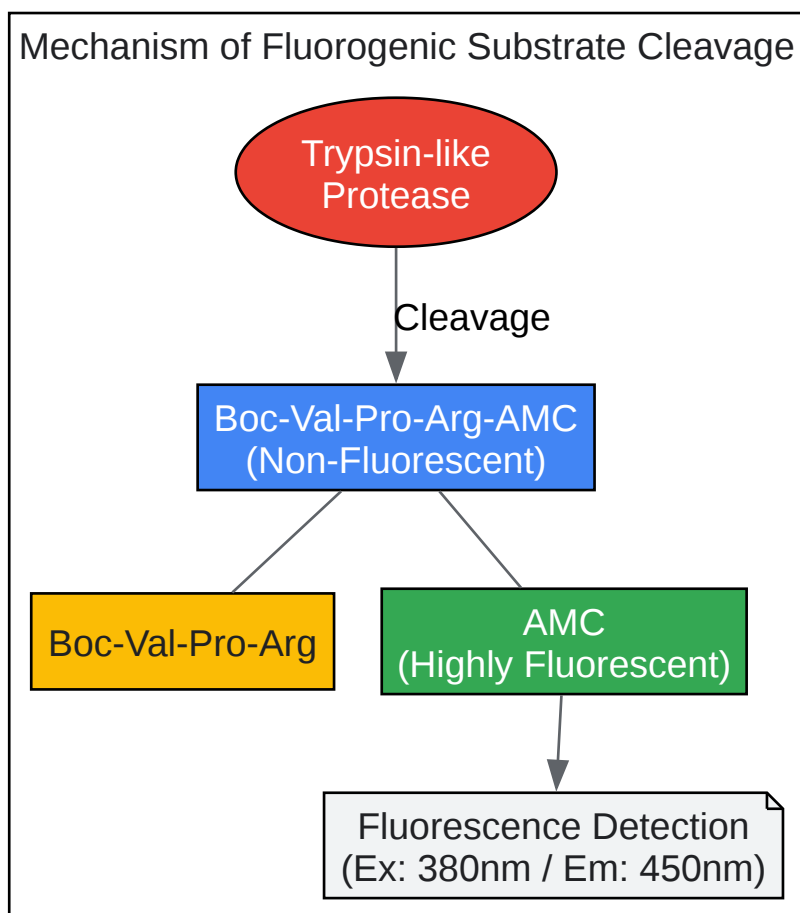 Mechanism of Fluorogenic Substrate Cleavage
Trypsin-like
Protease
Cleavage
Boc-Val-Pro-Arg-AMC
(Non-Fluorescent)
Boc-Val-Pro-Arg
AMC
(Highly Fluorescent)
Fluorescence Detection
(Ex: 380nm / Em: 450nm)